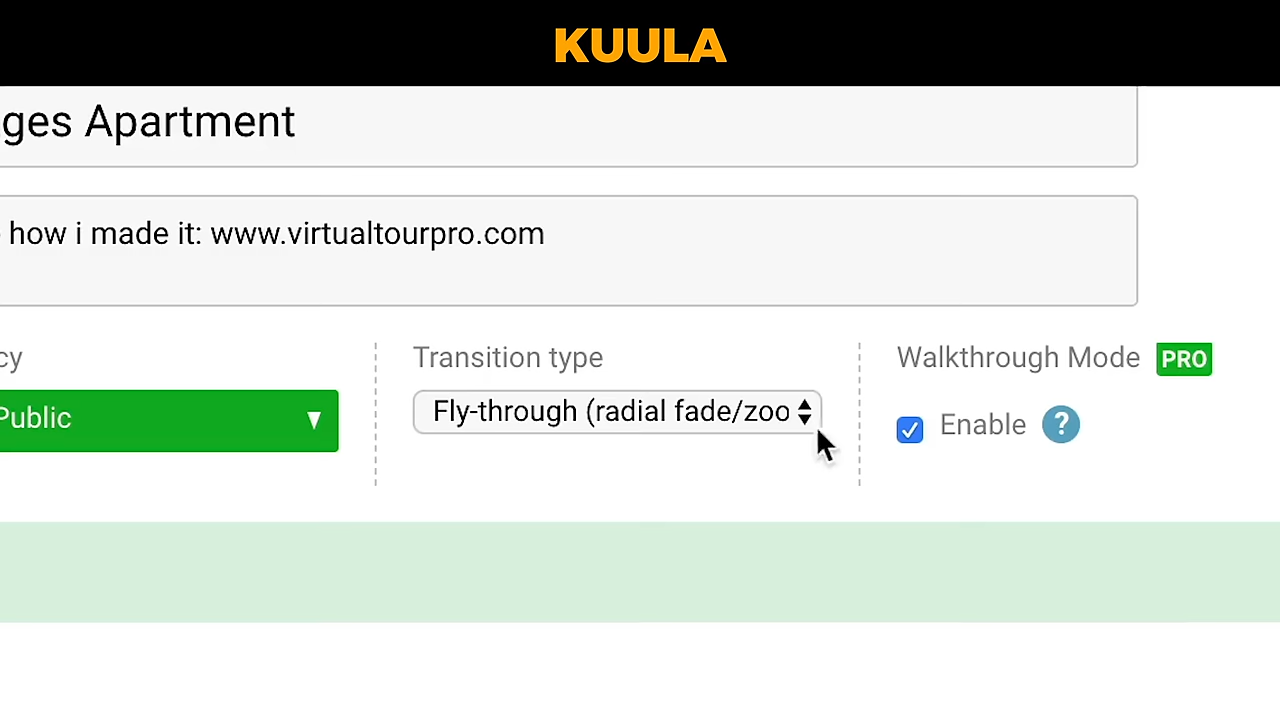 KUULA
ges Apartment
how i made it: www.virtualtourpro.com
cy
Transition type
Walkthrough Mode PRO
Public
Fly-through (radial fade/zoo
Enable ?